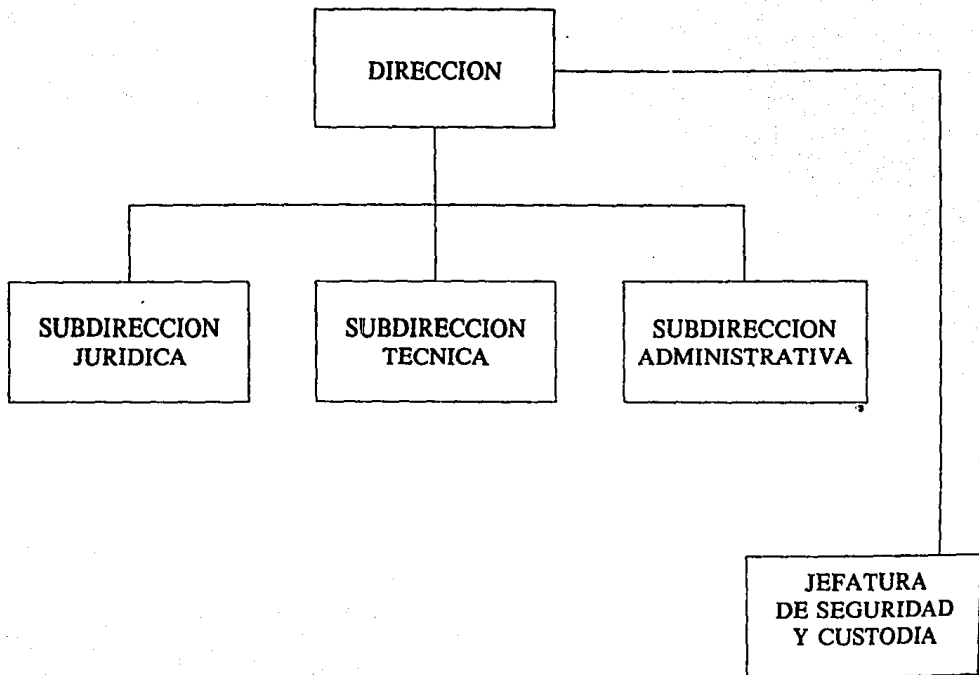 DIRECCION
SUBDIRECCION
JURIDICA
SUBDIRECCION
TECNICA
SUBDIRECCION
ADMINISTRATIVA
JEFATURA
DE SEGURIDAD
Y CUSTODIA